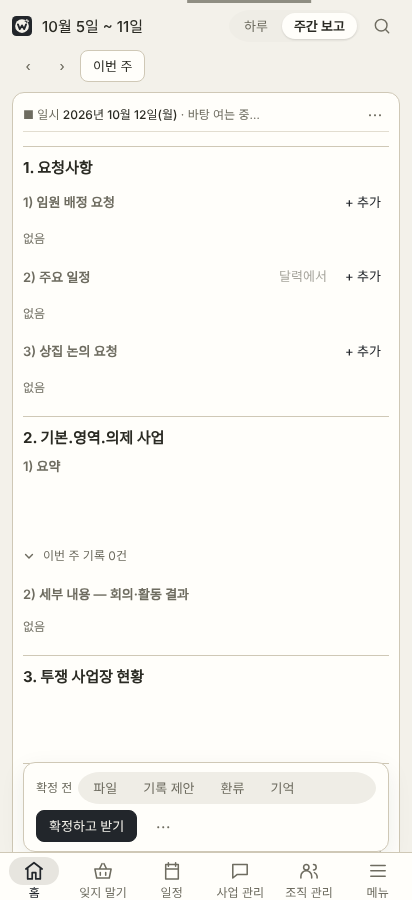 10월 5일 ~ 11일
하루
주간 보고
이번 주
■ 일시 2026년 10월 12일(월) · 바탕 여는 중...
1. 요청사항
1) 임원 배정 요청
+ 추가
없음
2) 주요 일정
달력에서
+ 추가
없음
3) 상집 논의 요청
+ 추가
없음
2. 기본.영역.의제 사업
1) 요약
이번 주 기록 0건
2) 세부 내용 — 회의·활동 결과
없음
3. 투쟁 사업장 현황
확정 전
파일
기록 제안
환류
기억
확정하고 받기
홈
잊지 말기
일정
사업 관리
조직 관리
메뉴